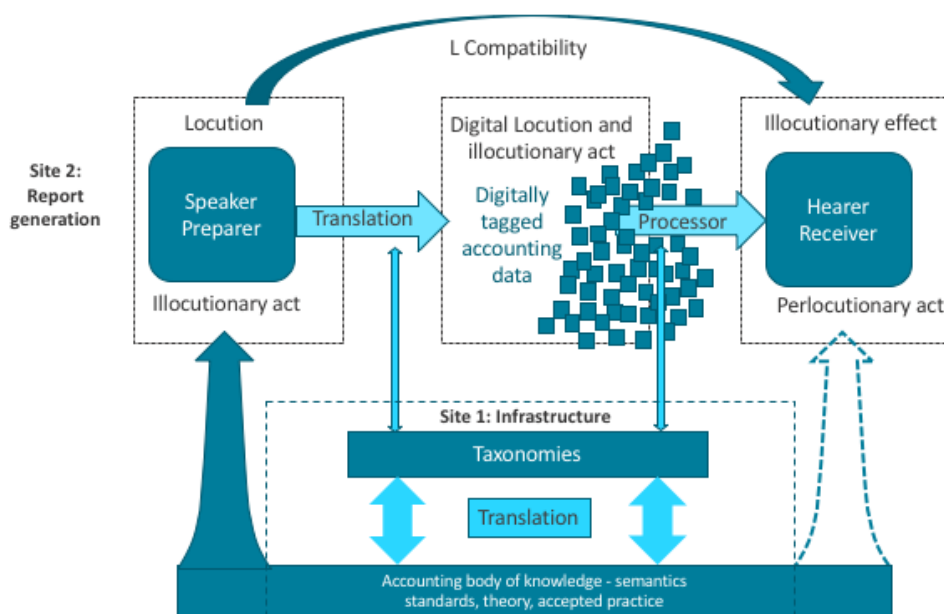 L Compatibility
Site 2:
Report
generation
Locution
Speaker
Preparer
Illocutionary act
Translation
Digital Locution and
illocutionary act
Digitally
tagged
accounting
data
Processor
Illocutionary effect
Hearer
Receiver
Perlocutionary act
Site 1: Infrastructure
Taxonomies
Translation
Accounting body of knowledge - semantics
standards, theory, accepted practice